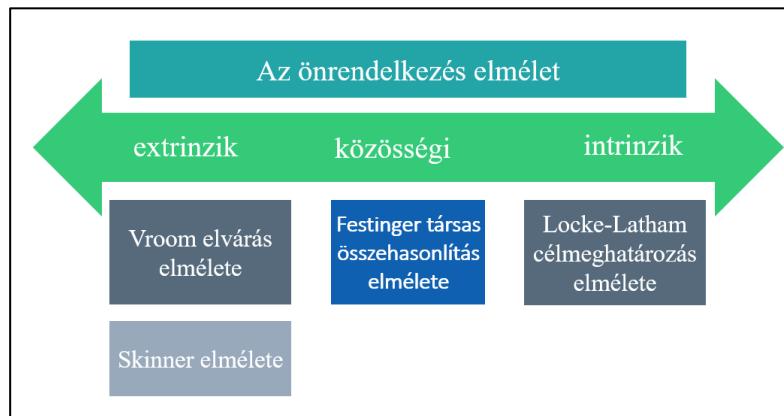 Az önrendelkezés elmélet
extrinzik
közösségi
intrinzik
Vroom elvárás
elmélete
Festinger társas
összehasonlítás
elmélete
Locke-Latham
célmeghatározás
elmélete
Skinner elmélete